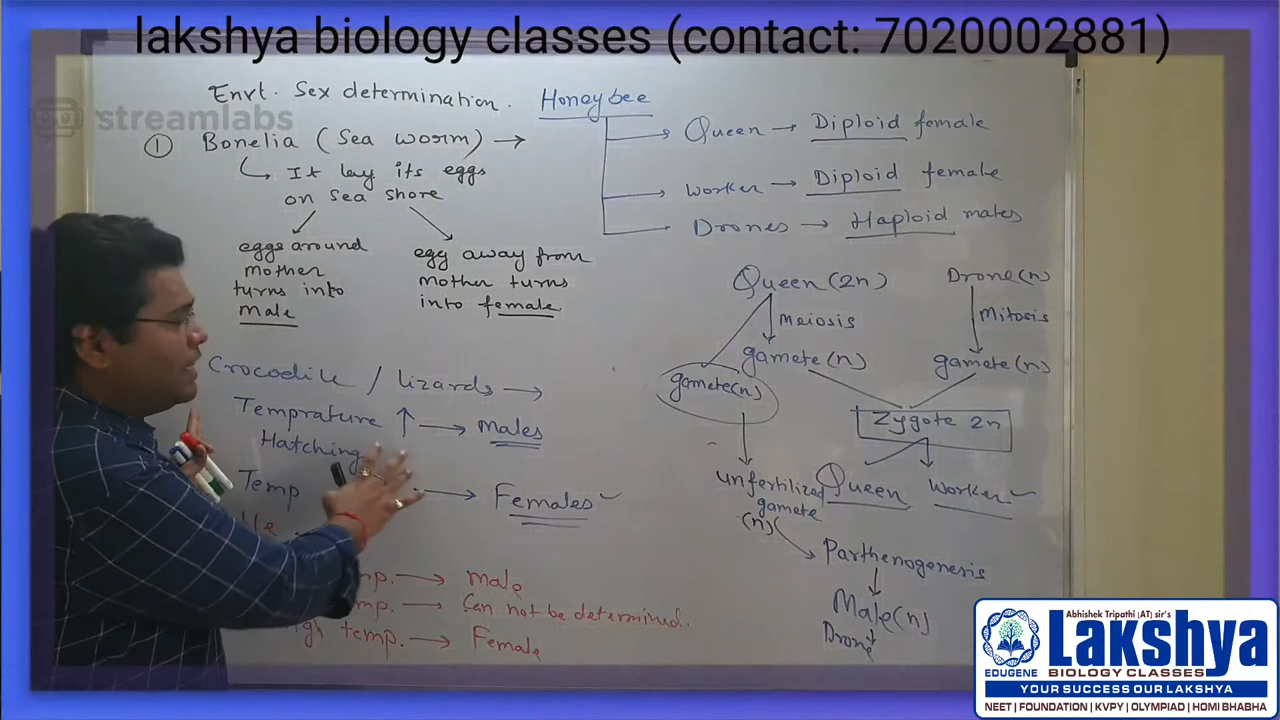 lakshya biology classes (contact: 7020002881)
streamlabs
Envt. Sex determination.
① Bonelia (Sea worm) →
It lay its eggs
on sea shore
eggs around
mother
turns into
male
egg away from
mother turns
into female
Crocodile / lizards →
Temprature ↑ → males
Hatching
Temp → Females
mp. → male
mp. → Can not be determined.
High temp. → Female
Honeybee
Queen → Diploid female
Worker → Diploid female
Drones → Haploid males
Queen (2n)
Drone (n)
Meiosis
Mitosis
gamete (n)
gamete (n)
gamete (n)
Zygote 2n
Queen
Worker
unfertilized
gamete
(n)
Parthenogenesis
Male (n)
Drone
Abhishek Tripathi (AT) sir's
Lakshya
EDUGENE
BIOLOGY CLASSES
YOUR SUCCESS OUR LAKSHYA
NEET | FOUNDATION | KVPY | OLYMPIAD | HOMI BHABHA